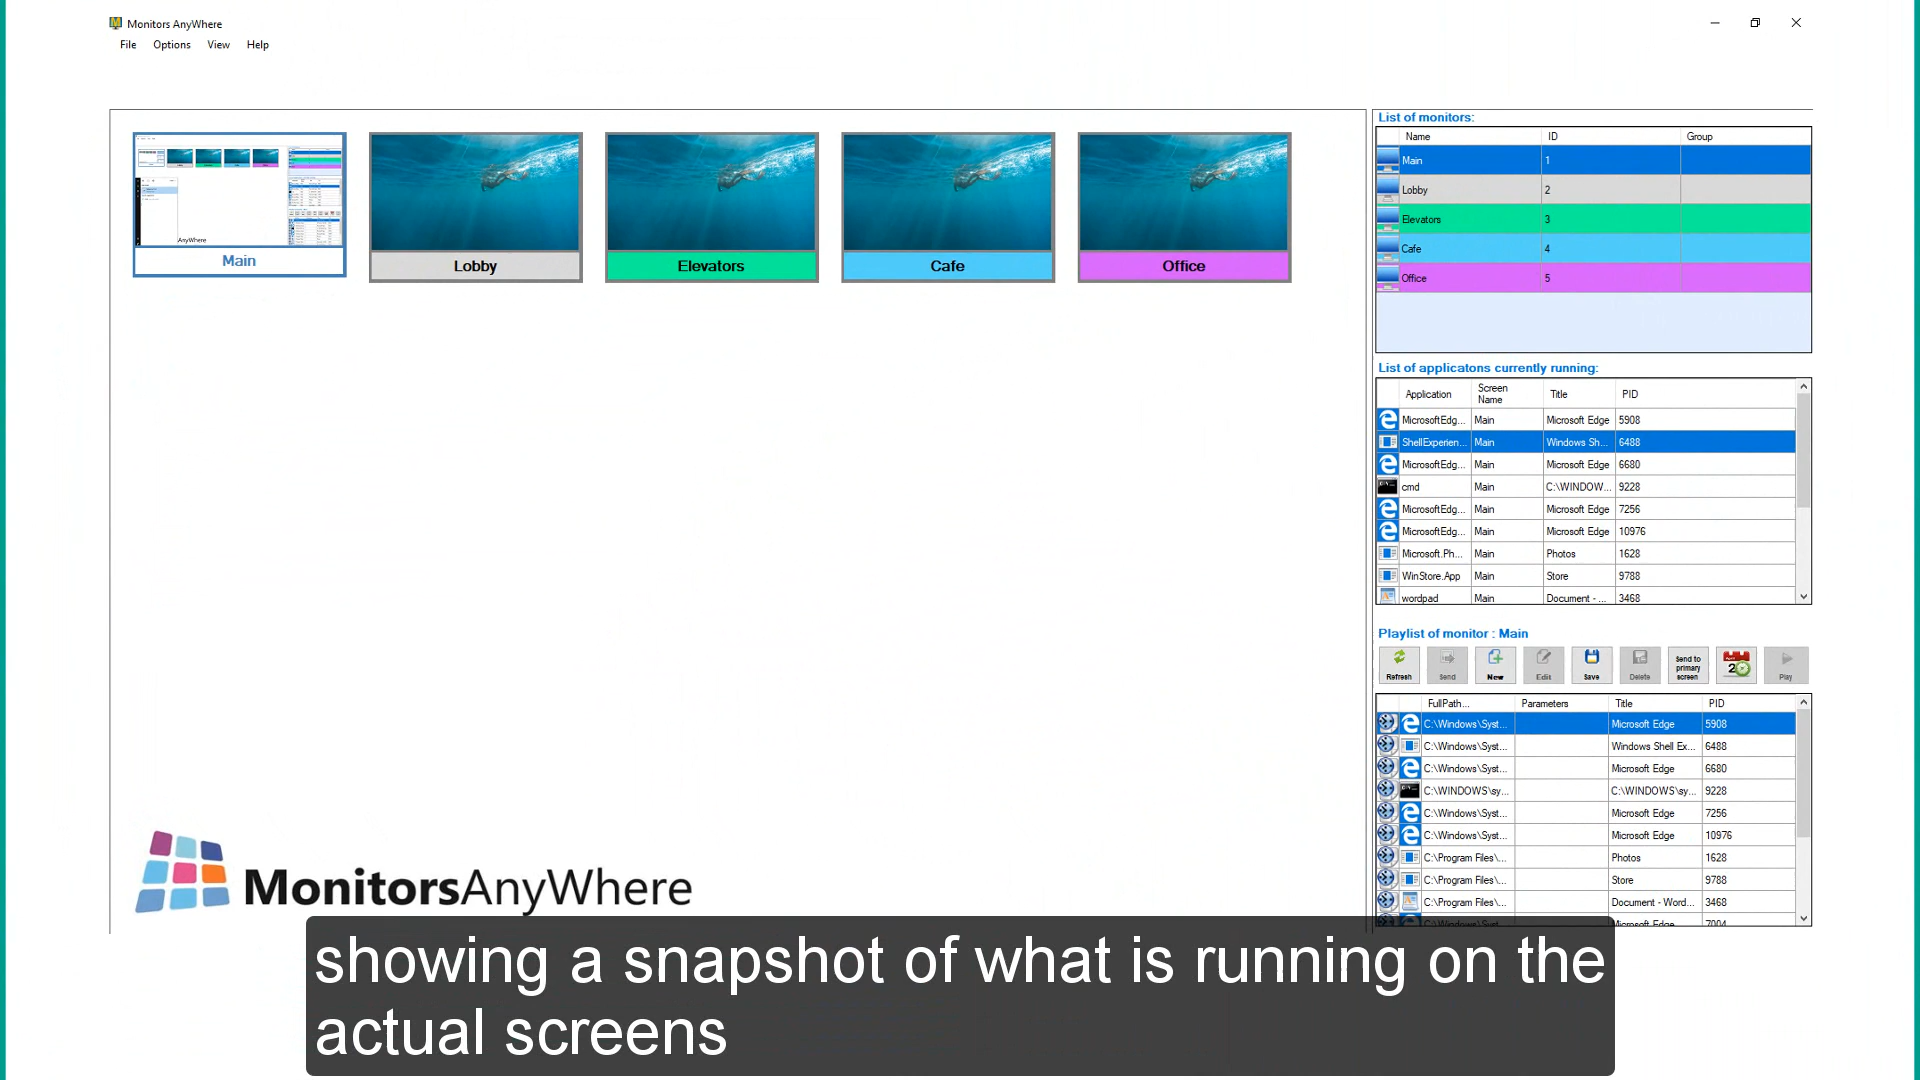 Monitors AnyWhere
File Options View Help
Main
Lobby
Elevators
Cafe
Office
AnyWhere
MonitorsAnyWhere
List of monitors:
Name ID Group
Main 1
Lobby 2
Elevators 3
Cafe 4
Office 5
List of applicatons currently running:
Application Screen Name Title PID
MicrosoftEdg... Main Microsoft Edge 5908
ShellExperien... Main Windows Sh... 6488
MicrosoftEdg... Main Microsoft Edge 6680
cmd Main C:\WINDOW... 9228
MicrosoftEdg... Main Microsoft Edge 7256
MicrosoftEdg... Main Microsoft Edge 10976
Microsoft.Ph... Main Photos 1628
WinStore.App Main Store 9788
wordpad Main Document - ... 3468
Playlist of monitor : Main
Refresh Send New Edit Save Delete Send to primary screen 2 Play
FullPath... Parameters Title PID
C:\Windows\Syst... Microsoft Edge 5908
C:\Windows\Syst... Windows Shell Ex... 6488
C:\Windows\Syst... Microsoft Edge 6680
C:\WINDOWS\sy... C:\WINDOWS\sy... 9228
C:\Windows\Syst... Microsoft Edge 7256
C:\Windows\Syst... Microsoft Edge 10976
C:\Program Files\... Photos 1628
C:\Program Files\... Store 9788
C:\Program Files\... Document - Word... 3468
C:\Windows\Syst... Microsoft Edge 7004
showing a snapshot of what is running on the
actual screens